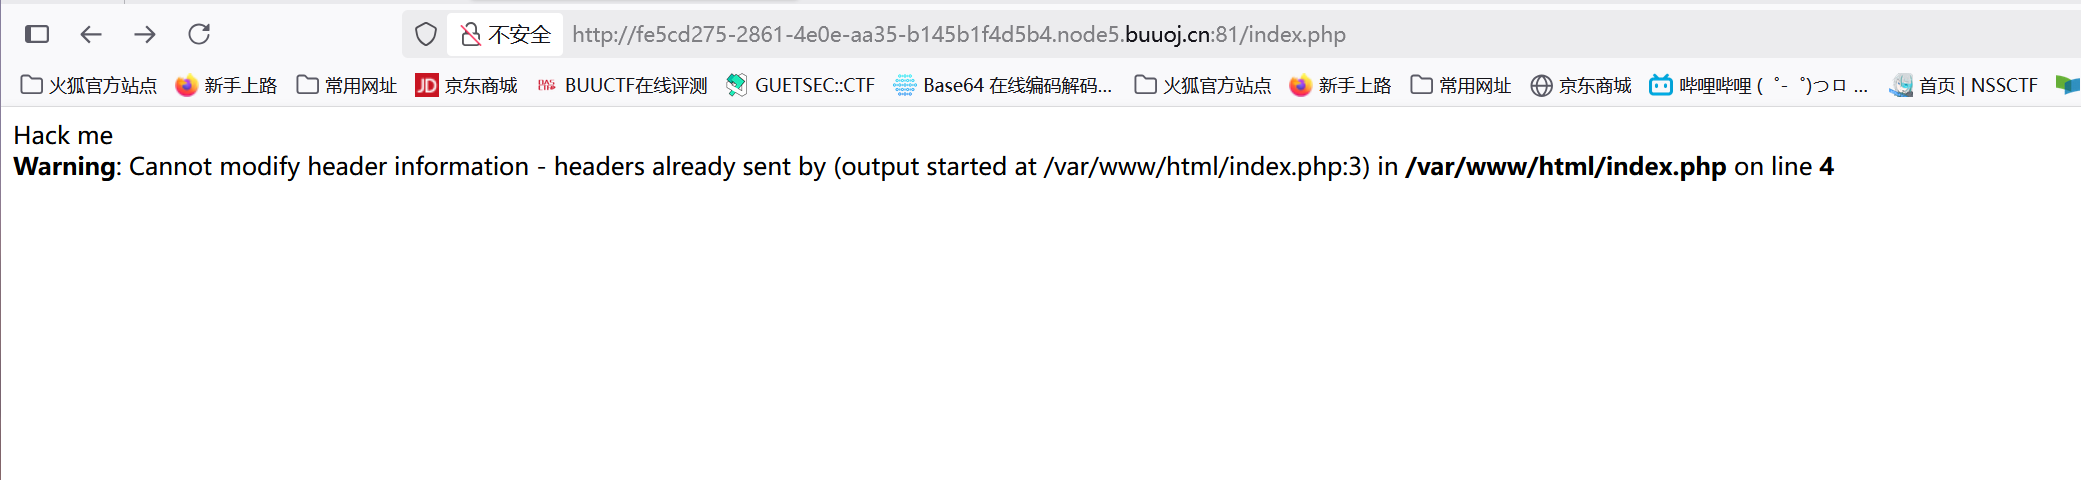 不安全 http://fe5cd275-2861-4e0e-aa35-b145b1f4d5b4.node5.buuoj.cn:81/index.php
火狐官方站点 新手上路 常用网址 JD 京东商城 BUUCTF在线评测 GUETSEC::CTF Base64 在线编码解码... 火狐官方站点 新手上路 常用网址 京东商城 哔哩哔哩 ( ゜- ゜)つロ ... 首页 | NSSCTF
Hack me
Warning: Cannot modify header information - headers already sent by (output started at /var/www/html/index.php:3) in /var/www/html/index.php on line 4